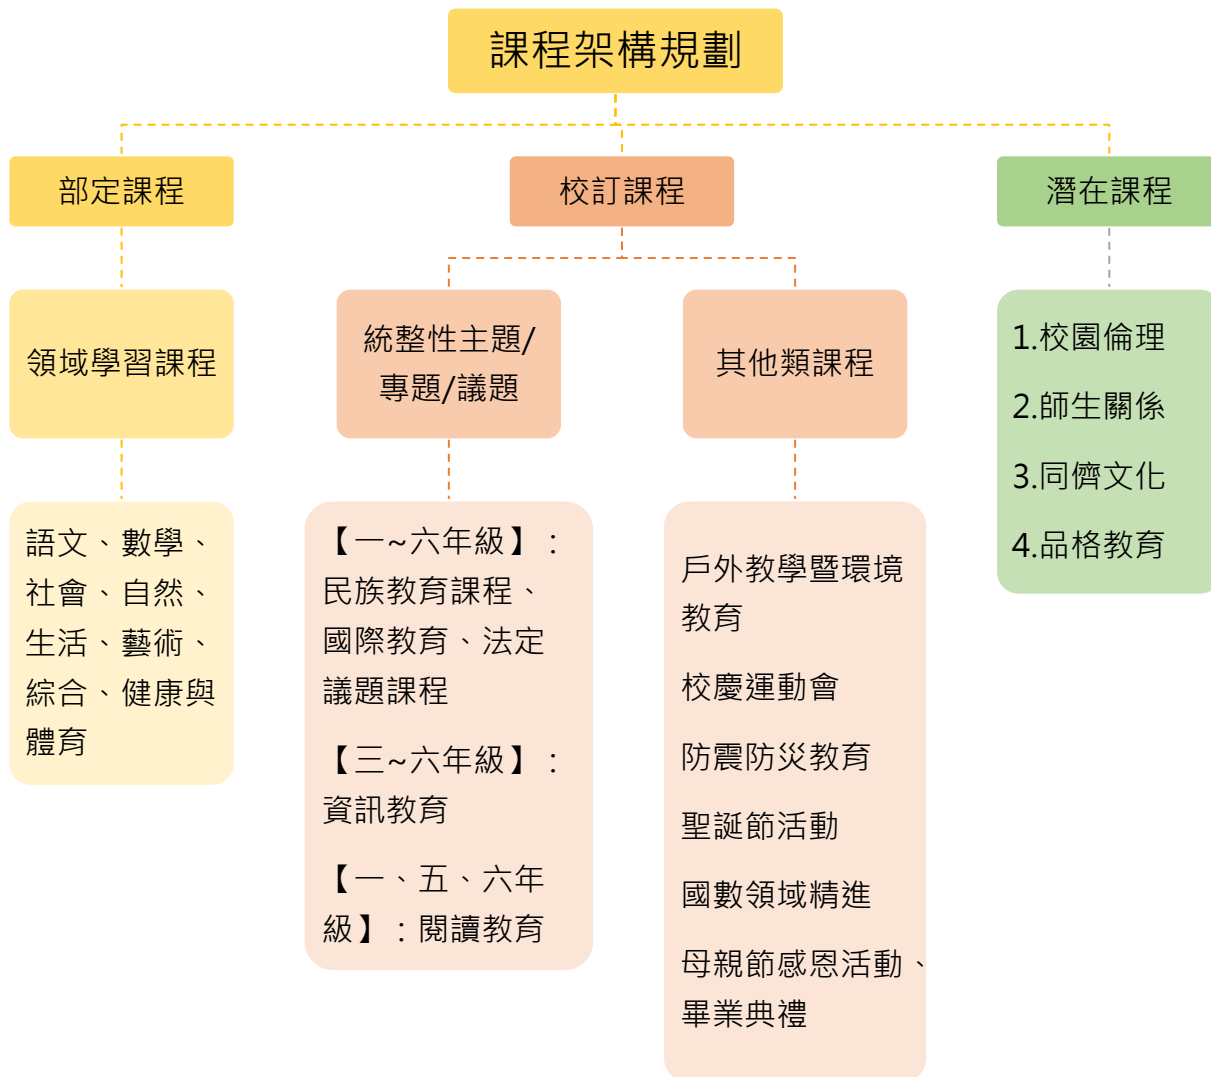 課程架構規劃
部定課程
校訂課程
潛在課程
領域學習課程
統整性主題/
專題/議題
其他類課程
1.校園倫理
2.師生關係
3.同儕文化
4.品格教育
語文、數學、
社會、自然、
生活、藝術、
綜合、健康與
體育
【一~六年級】:
民族教育課程、
國際教育、法定
議題課程
【三~六年級】:
資訊教育
【一、五、六年
級】:閱讀教育
戶外教學暨環境
教育
校慶運動會
防震防災教育
聖誕節活動
國數領域精進
母親節感恩活動、
畢業典禮